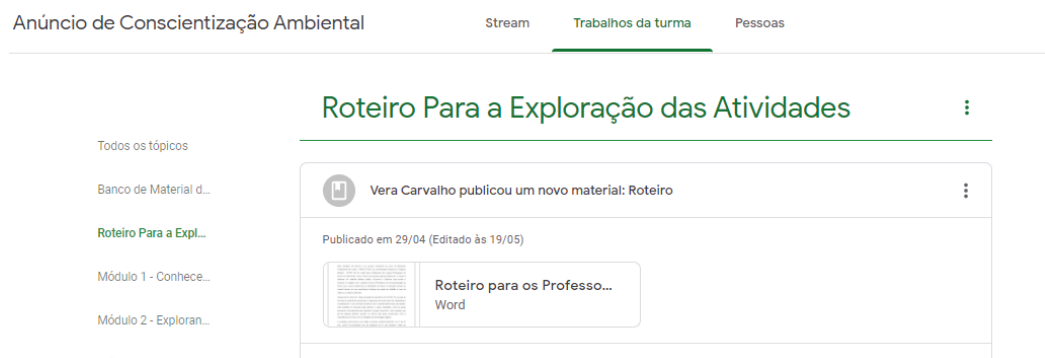 Anúncio de Conscientização Ambiental
Stream
Trabalhos da turma
Pessoas
Roteiro Para a Exploração das Atividades
Todos os tópicos
Banco de Material d...
Roteiro Para a Expl...
Módulo 1 - Conhece...
Módulo 2 - Exploran...
Vera Carvalho publicou um novo material: Roteiro
Publicado em 29/04 (Editado às 19/05)
Roteiro para os Professo...
Word